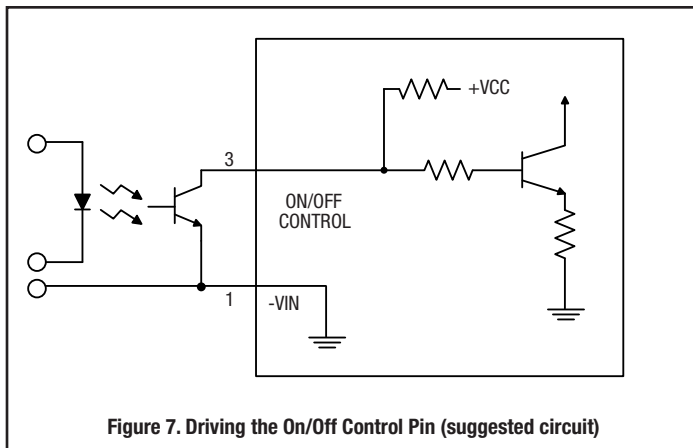 +VCC
3
ON/OFF
CONTROL
1
-VIN
Figure 7. Driving the On/Off Control Pin (suggested circuit)